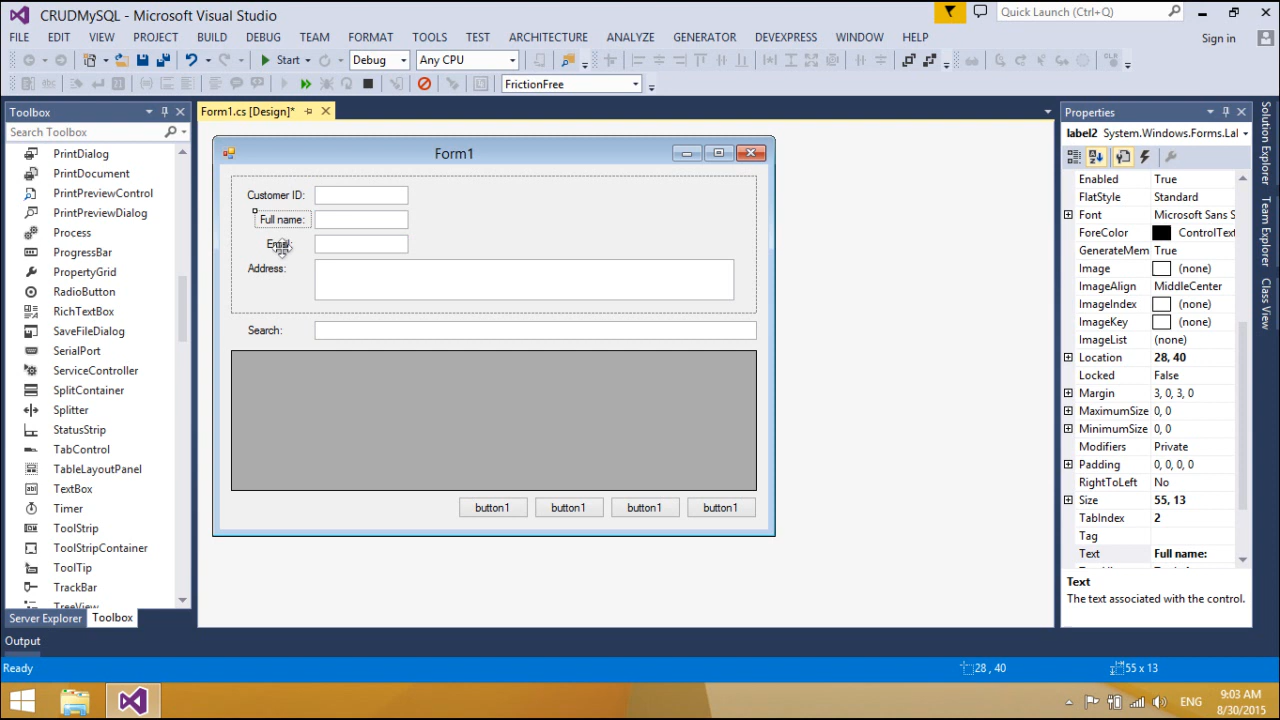 CRUDMySQL - Microsoft Visual Studio
Quick Launch (Ctrl+Q)
FILE EDIT VIEW PROJECT BUILD DEBUG TEAM FORMAT TOOLS TEST ARCHITECTURE ANALYZE GENERATOR DEVEXPRESS WINDOW HELP
Sign in
Start Debug Any CPU
FrictionFree
Toolbox
Search Toolbox
PrintDialog
PrintDocument
PrintPreviewControl
PrintPreviewDialog
Process
ProgressBar
PropertyGrid
RadioButton
RichTextBox
SaveFileDialog
SerialPort
ServiceController
SplitContainer
Splitter
StatusStrip
TabControl
TableLayoutPanel
TextBox
Timer
ToolStrip
ToolStripContainer
ToolTip
TrackBar
TreeView
Server Explorer Toolbox
Form1.cs [Design]*
Form1
Customer ID:
Full name:
Email:
Address:
Search:
button1 button1 button1 button1
Properties
label2 System.Windows.Forms.Lal
Enabled True
FlatStyle Standard
Font Microsoft Sans S
ForeColor ControlText
GenerateMem True
Image (none)
ImageAlign MiddleCenter
ImageIndex (none)
ImageKey (none)
ImageList (none)
Location 28, 40
Locked False
Margin 3, 0, 3, 0
MaximumSize 0, 0
MinimumSize 0, 0
Modifiers Private
Padding 0, 0, 0, 0
RightToLeft No
Size 55, 13
TabIndex 2
Tag
Text Full name:
Text
The text associated with the control.
Solution Explorer
Team Explorer
Class View
Output
Ready
28 , 40
55 x 13
ENG
9:03 AM
8/30/2015